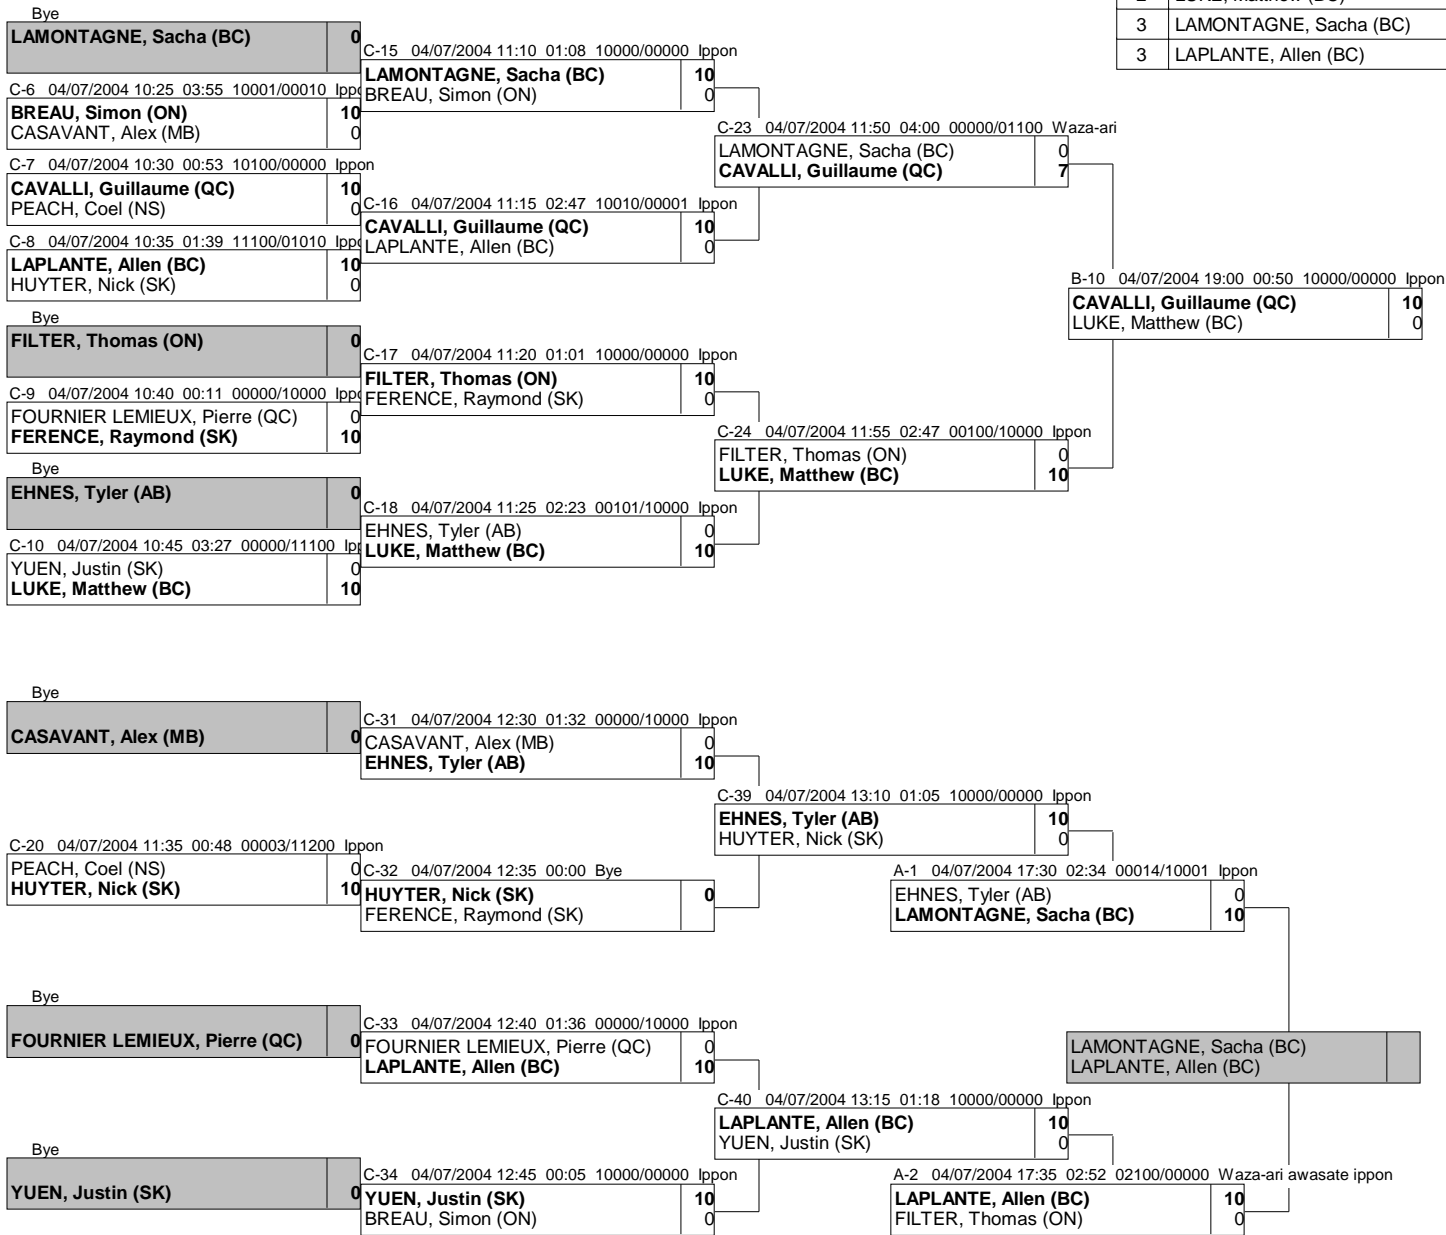 2 LUKE, Matthew (BC)
3 LAMONTAGNE, Sacha (BC)
3 LAPLANTE, Allen (BC)
Bye
LAMONTAGNE, Sacha (BC) 0
C-6 04/07/2004 10:25 03:55 10001/00010 Ippo
BREAU, Simon (ON) 10
CASAVANT, Alex (MB) 0
C-7 04/07/2004 10:30 00:53 10100/00000 Ippon
CAVALLI, Guillaume (QC) 10
PEACH, Coel (NS) 0
C-8 04/07/2004 10:35 01:39 11100/01010 Ippo
LAPLANTE, Allen (BC) 10
HUYTER, Nick (SK) 0
Bye
FILTER, Thomas (ON) 0
C-9 04/07/2004 10:40 00:11 00000/10000 Ippo
FOURNIER LEMIEUX, Pierre (QC) 0
FERENCE, Raymond (SK) 10
Bye
EHNES, Tyler (AB) 0
C-10 04/07/2004 10:45 03:27 00000/11100 Ipp
YUEN, Justin (SK) 0
LUKE, Matthew (BC) 10
C-15 04/07/2004 11:10 01:08 10000/00000 Ippon
LAMONTAGNE, Sacha (BC) 10
BREAU, Simon (ON) 0
C-16 04/07/2004 11:15 02:47 10010/00001 Ippon
CAVALLI, Guillaume (QC) 10
LAPLANTE, Allen (BC) 0
C-17 04/07/2004 11:20 01:01 10000/00000 Ippon
FILTER, Thomas (ON) 10
FERENCE, Raymond (SK) 0
C-18 04/07/2004 11:25 02:23 00101/10000 Ippon
EHNES, Tyler (AB) 0
LUKE, Matthew (BC) 10
C-23 04/07/2004 11:50 04:00 00000/01100 Waza-ari
LAMONTAGNE, Sacha (BC) 0
CAVALLI, Guillaume (QC) 7
C-24 04/07/2004 11:55 02:47 00100/10000 Ippon
FILTER, Thomas (ON) 0
LUKE, Matthew (BC) 10
B-10 04/07/2004 19:00 00:50 10000/00000 Ippon
CAVALLI, Guillaume (QC) 10
LUKE, Matthew (BC) 0
Bye
CASAVANT, Alex (MB) 0
C-20 04/07/2004 11:35 00:48 00003/11200 Ippon
PEACH, Coel (NS) 0
HUYTER, Nick (SK) 10
Bye
FOURNIER LEMIEUX, Pierre (QC) 0
Bye
YUEN, Justin (SK) 0
C-31 04/07/2004 12:30 01:32 00000/10000 Ippon
CASAVANT, Alex (MB) 0
EHNES, Tyler (AB) 10
C-32 04/07/2004 12:35 00:00 Bye
HUYTER, Nick (SK) 0
FERENCE, Raymond (SK)
C-33 04/07/2004 12:40 01:36 00000/10000 Ippon
FOURNIER LEMIEUX, Pierre (QC) 0
LAPLANTE, Allen (BC) 10
C-34 04/07/2004 12:45 00:05 10000/00000 Ippon
YUEN, Justin (SK) 10
BREAU, Simon (ON) 0
C-39 04/07/2004 13:10 01:05 10000/00000 Ippon
EHNES, Tyler (AB) 10
HUYTER, Nick (SK) 0
C-40 04/07/2004 13:15 01:18 10000/00000 Ippon
LAPLANTE, Allen (BC) 10
YUEN, Justin (SK) 0
A-1 04/07/2004 17:30 02:34 00014/10001 Ippon
EHNES, Tyler (AB) 0
LAMONTAGNE, Sacha (BC) 10
A-2 04/07/2004 17:35 02:52 02100/00000 Waza-ari awasate ippon
LAPLANTE, Allen (BC) 10
FILTER, Thomas (ON) 0
LAMONTAGNE, Sacha (BC)
LAPLANTE, Allen (BC)